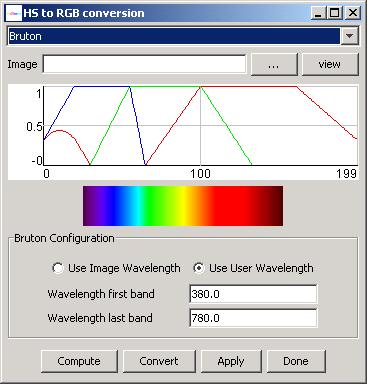 HS to RGB conversion
Bruton
Image
...
view
1
0.5
-0
0
100
199
Bruton Configuration
Use Image Wavelength
Use User Wavelength
Wavelength first band
380.0
Wavelength last band
780.0
Compute
Convert
Apply
Done